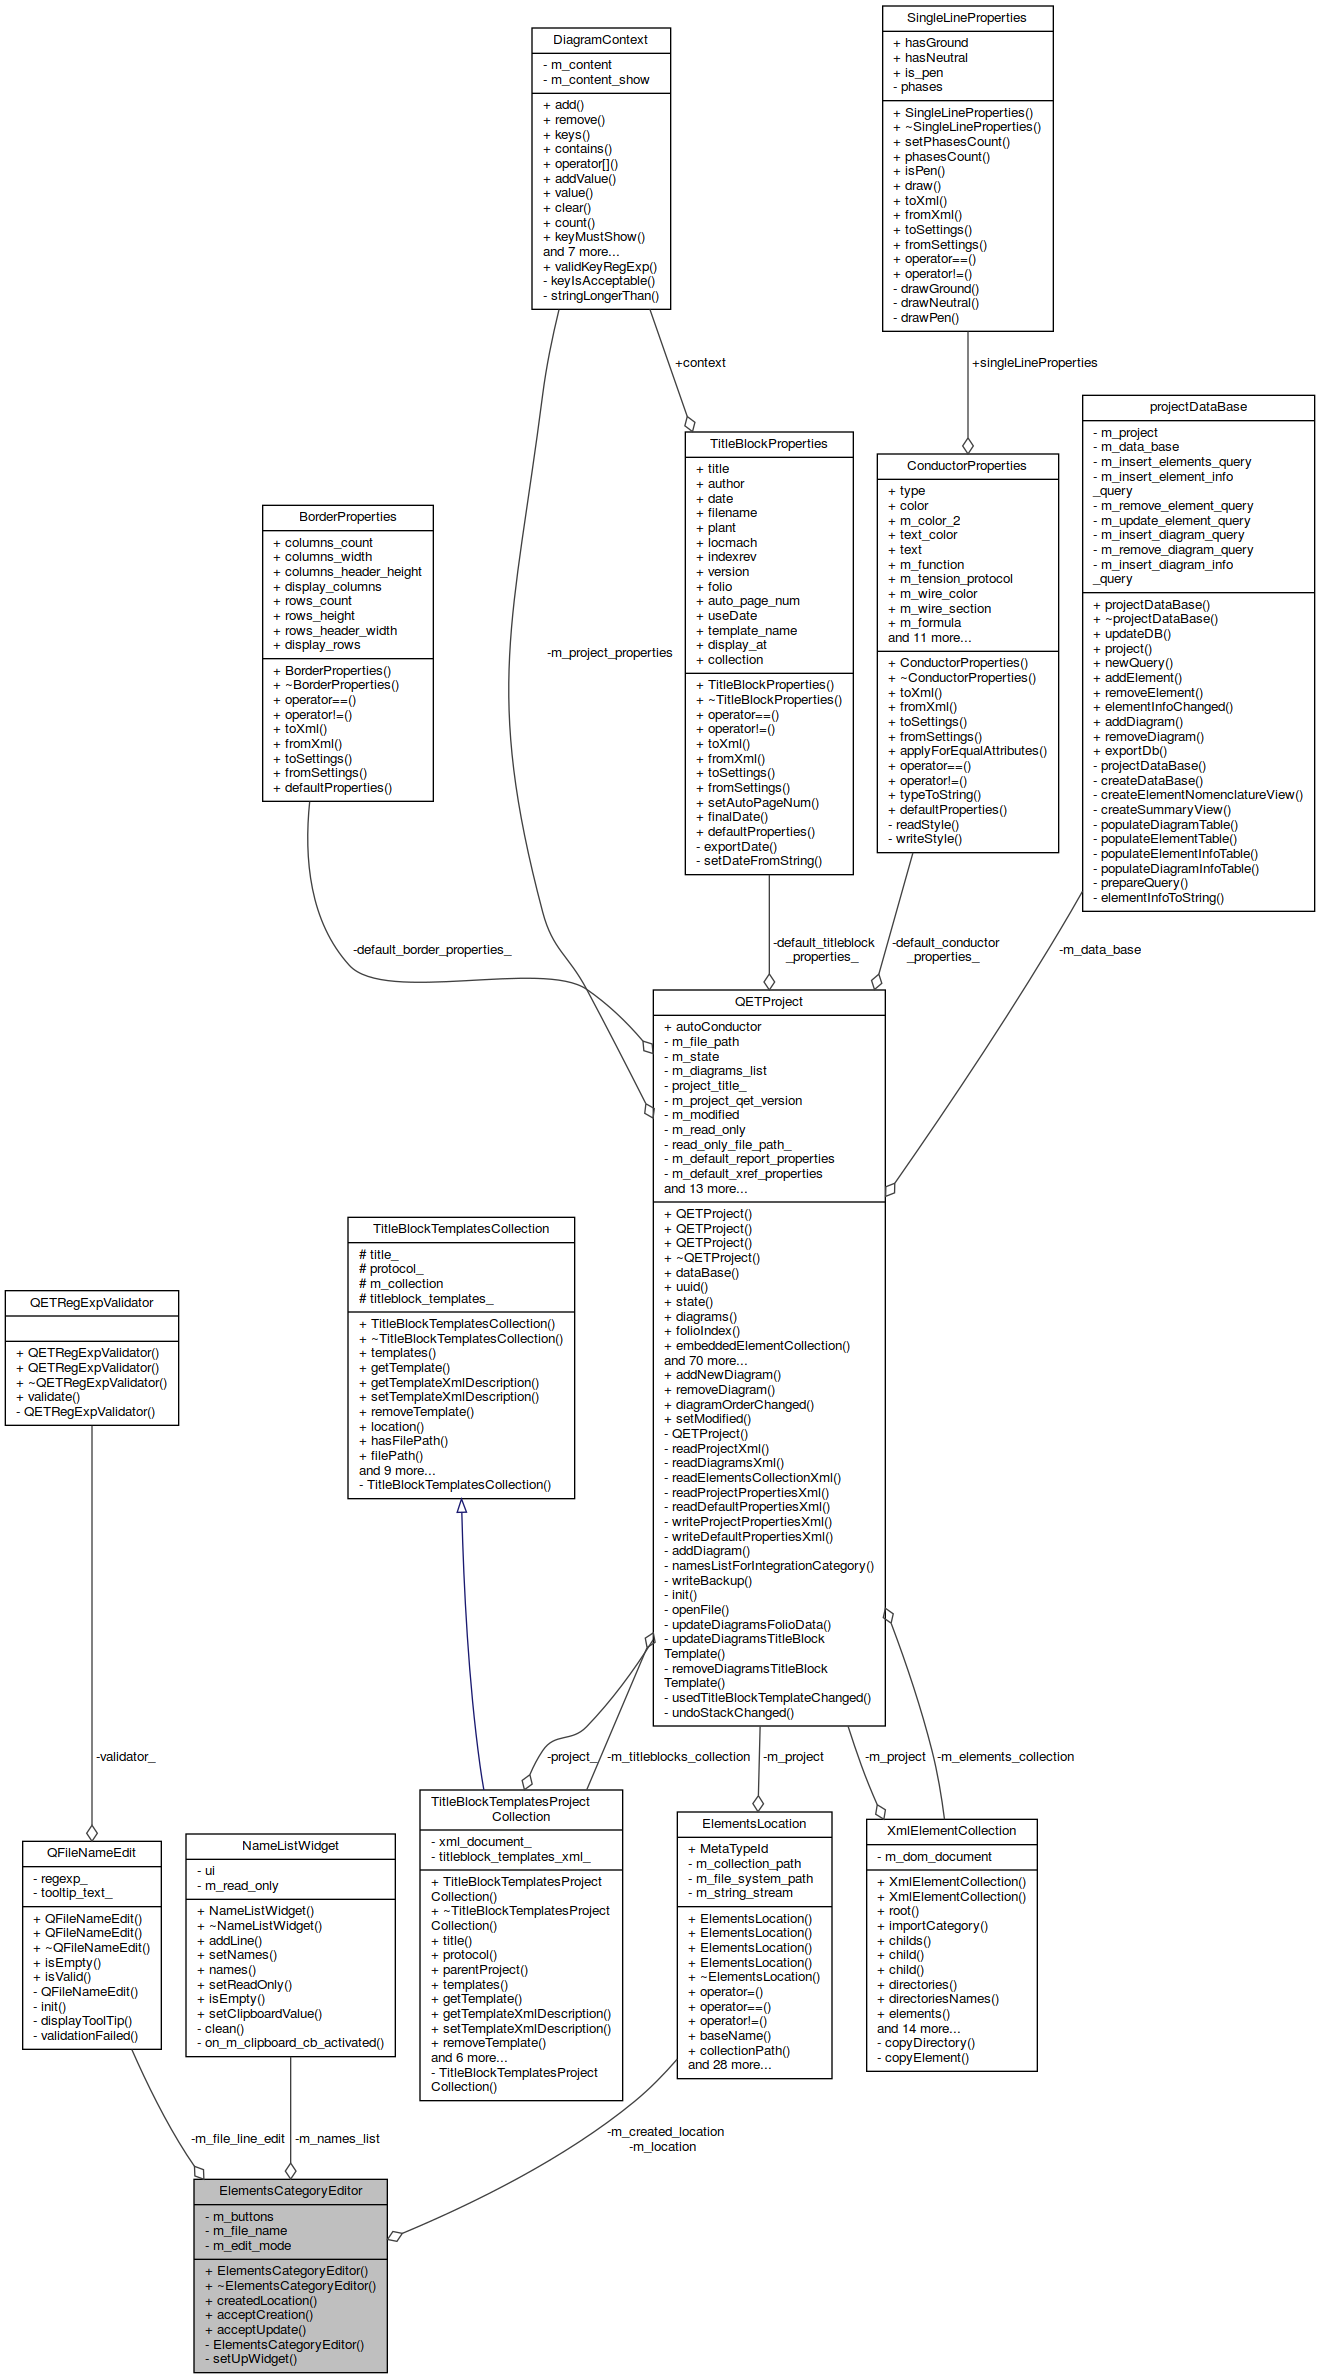 SingleLineProperties
+ hasGround
+ hasNeutral
+ is_pen
- phases
+ SingleLineProperties()
+ ~SingleLineProperties()
+ setPhasesCount()
+ phasesCount()
+ isPen()
+ draw()
+ toXml()
+ fromXml()
+ toSettings()
+ fromSettings()
+ operator==()
+ operator!=()
- drawGround()
- drawNeutral()
- drawPen()
DiagramContext
- m_content
- m_content_show
+ add()
+ remove()
+ keys()
+ contains()
+ operator[]()
+ addValue()
+ value()
+ clear()
+ count()
+ keyMustShow()
and 7 more...
+ validKeyRegExp()
- keyIsAcceptable()
- stringLongerThan()
+context
+singleLineProperties
projectDataBase
- m_project
- m_data_base
- m_insert_elements_query
- m_insert_element_info
_query
- m_remove_element_query
- m_update_element_query
- m_insert_diagram_query
- m_remove_diagram_query
- m_insert_diagram_info
_query
+ projectDataBase()
+ ~projectDataBase()
+ updateDB()
+ project()
+ newQuery()
+ addElement()
+ removeElement()
+ elementInfoChanged()
+ addDiagram()
+ removeDiagram()
+ exportDb()
- projectDataBase()
- createDataBase()
- createElementNomenclatureView()
- createSummaryView()
- populateDiagramTable()
- populateElementTable()
- populateElementInfoTable()
- populateDiagramInfoTable()
- prepareQuery()
- elementInfoToString()
TitleBlockProperties
+ title
+ author
+ date
+ filename
+ plant
+ locmach
+ indexrev
+ version
+ folio
+ auto_page_num
+ useDate
+ template_name
+ display_at
+ collection
+ TitleBlockProperties()
+ ~TitleBlockProperties()
+ operator==()
+ operator!=()
+ toXml()
+ fromXml()
+ toSettings()
+ fromSettings()
+ setAutoPageNum()
+ finalDate()
+ defaultProperties()
- exportDate()
- setDateFromString()
ConductorProperties
+ type
+ color
+ m_color_2
+ text_color
+ text
+ m_function
+ m_tension_protocol
+ m_wire_color
+ m_wire_section
+ m_formula
and 11 more...
+ ConductorProperties()
+ ~ConductorProperties()
+ toXml()
+ fromXml()
+ toSettings()
+ fromSettings()
+ applyForEqualAttributes()
+ operator==()
+ operator!=()
+ typeToString()
+ defaultProperties()
- readStyle()
- writeStyle()
BorderProperties
+ columns_count
+ columns_width
+ columns_header_height
+ display_columns
+ rows_count
+ rows_height
+ rows_header_width
+ display_rows
+ BorderProperties()
+ ~BorderProperties()
+ operator==()
+ operator!=()
+ toXml()
+ fromXml()
+ toSettings()
+ fromSettings()
+ defaultProperties()
-m_project_properties
-default_border_properties_
-default_titleblock
_properties_
-default_conductor
_properties_
-m_data_base
QETProject
+ autoConductor
- m_file_path
- m_state
- m_diagrams_list
- project_title_
- m_project_qet_version
- m_modified
- m_read_only
- read_only_file_path_
- m_default_report_properties
- m_default_xref_properties
and 13 more...
+ QETProject()
+ QETProject()
+ QETProject()
+ ~QETProject()
+ dataBase()
+ uuid()
+ state()
+ diagrams()
+ folioIndex()
+ embeddedElementCollection()
and 70 more...
+ addNewDiagram()
+ removeDiagram()
+ diagramOrderChanged()
+ setModified()
- QETProject()
- readProjectXml()
- readDiagramsXml()
- readElementsCollectionXml()
- readProjectPropertiesXml()
- readDefaultPropertiesXml()
- writeProjectPropertiesXml()
- writeDefaultPropertiesXml()
- addDiagram()
- namesListForIntegrationCategory()
- writeBackup()
- init()
- openFile()
- updateDiagramsFolioData()
- updateDiagramsTitleBlock
Template()
- removeDiagramsTitleBlock
Template()
- usedTitleBlockTemplateChanged()
- undoStackChanged()
TitleBlockTemplatesCollection
# title_
# protocol_
# m_collection
# titleblock_templates_
+ TitleBlockTemplatesCollection()
+ ~TitleBlockTemplatesCollection()
+ templates()
+ getTemplate()
+ getTemplateXmlDescription()
+ setTemplateXmlDescription()
+ removeTemplate()
+ location()
+ hasFilePath()
+ filePath()
and 9 more...
- TitleBlockTemplatesCollection()
QETRegExpValidator
+ QETRegExpValidator()
+ QETRegExpValidator()
+ ~QETRegExpValidator()
+ validate()
- QETRegExpValidator()
-validator_
-project_
-m_titleblocks_collection
-m_project
-m_project
-m_elements_collection
QFileNameEdit
- regexp_
- tooltip_text_
+ QFileNameEdit()
+ QFileNameEdit()
+ ~QFileNameEdit()
+ isEmpty()
+ isValid()
- QFileNameEdit()
- init()
- displayToolTip()
- validationFailed()
NameListWidget
- ui
- m_read_only
+ NameListWidget()
+ ~NameListWidget()
+ addLine()
+ setNames()
+ names()
+ setReadOnly()
+ isEmpty()
+ setClipboardValue()
- clean()
- on_m_clipboard_cb_activated()
TitleBlockTemplatesProject
Collection
- xml_document_
- titleblock_templates_xml_
+ TitleBlockTemplatesProject
Collection()
+ ~TitleBlockTemplatesProject
Collection()
+ title()
+ protocol()
+ parentProject()
+ templates()
+ getTemplate()
+ getTemplateXmlDescription()
+ setTemplateXmlDescription()
+ removeTemplate()
and 6 more...
- TitleBlockTemplatesProject
Collection()
ElementsLocation
+ MetaTypeId
- m_collection_path
- m_file_system_path
- m_string_stream
+ ElementsLocation()
+ ElementsLocation()
+ ElementsLocation()
+ ElementsLocation()
+ ~ElementsLocation()
+ operator=()
+ operator==()
+ operator!=()
+ baseName()
+ collectionPath()
and 28 more...
XmlElementCollection
- m_dom_document
+ XmlElementCollection()
+ XmlElementCollection()
+ root()
+ importCategory()
+ childs()
+ child()
+ child()
+ directories()
+ directoriesNames()
+ elements()
and 14 more...
- copyDirectory()
- copyElement()
-m_file_line_edit
-m_names_list
-m_created_location
-m_location
ElementsCategoryEditor
- m_buttons
- m_file_name
- m_edit_mode
+ ElementsCategoryEditor()
+ ~ElementsCategoryEditor()
+ createdLocation()
+ acceptCreation()
+ acceptUpdate()
- ElementsCategoryEditor()
- setUpWidget()